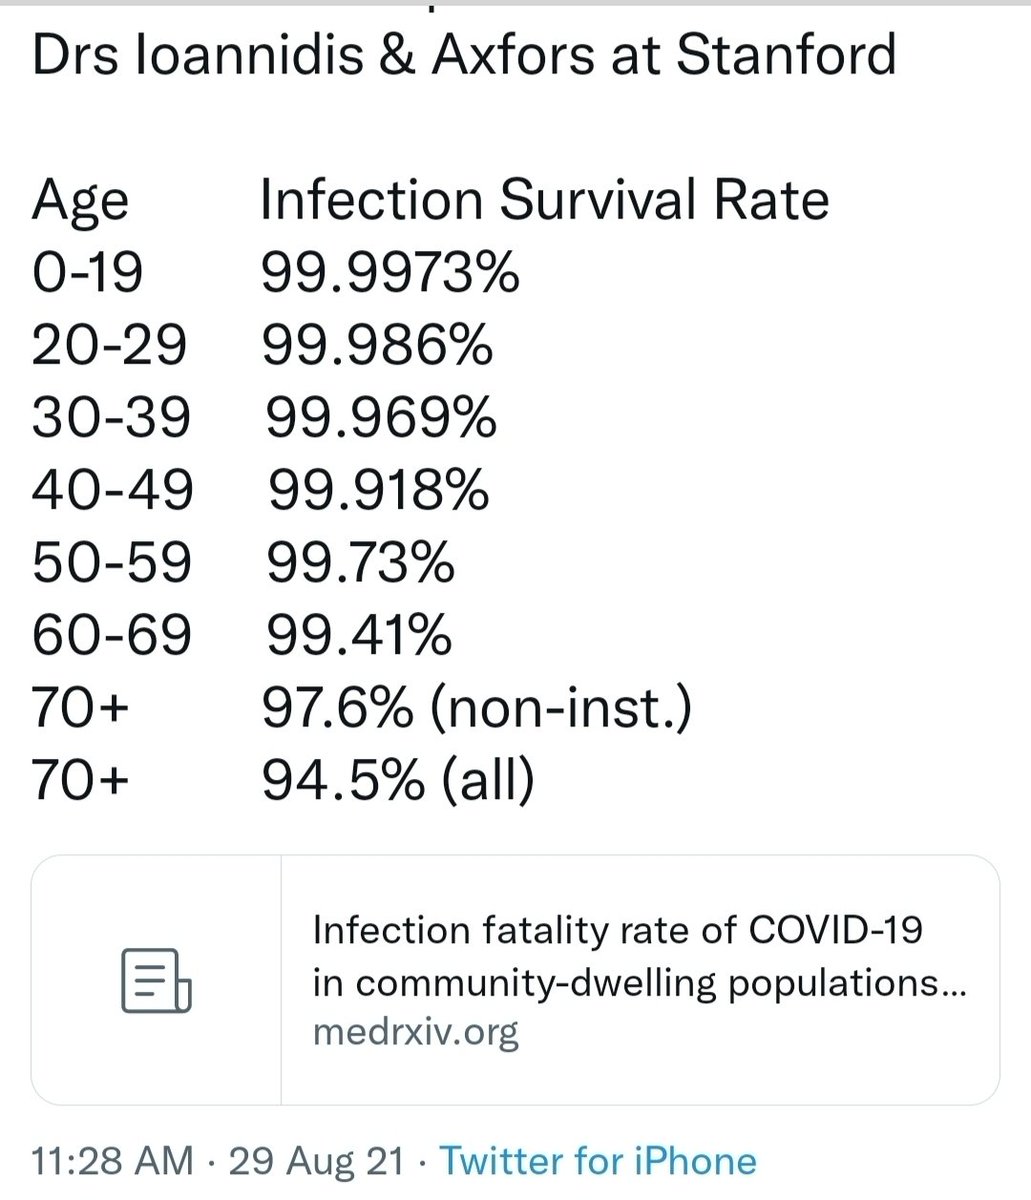 Drs Ioannidis & Axfors at Stanford
Age Infection Survival Rate
0-19 99.9973%
20-29 99.986%
30-39 99.969%
40-49 99.918%
50-59 99.73%
60-69 99.41%
70+ 97.6% (non-inst.)
70+ 94.5% (all)
Infection fatality rate of COVID-19
in community-dwelling populations...
medrxiv.org
11:28 AM · 29 Aug 21 · Twitter for iPhone